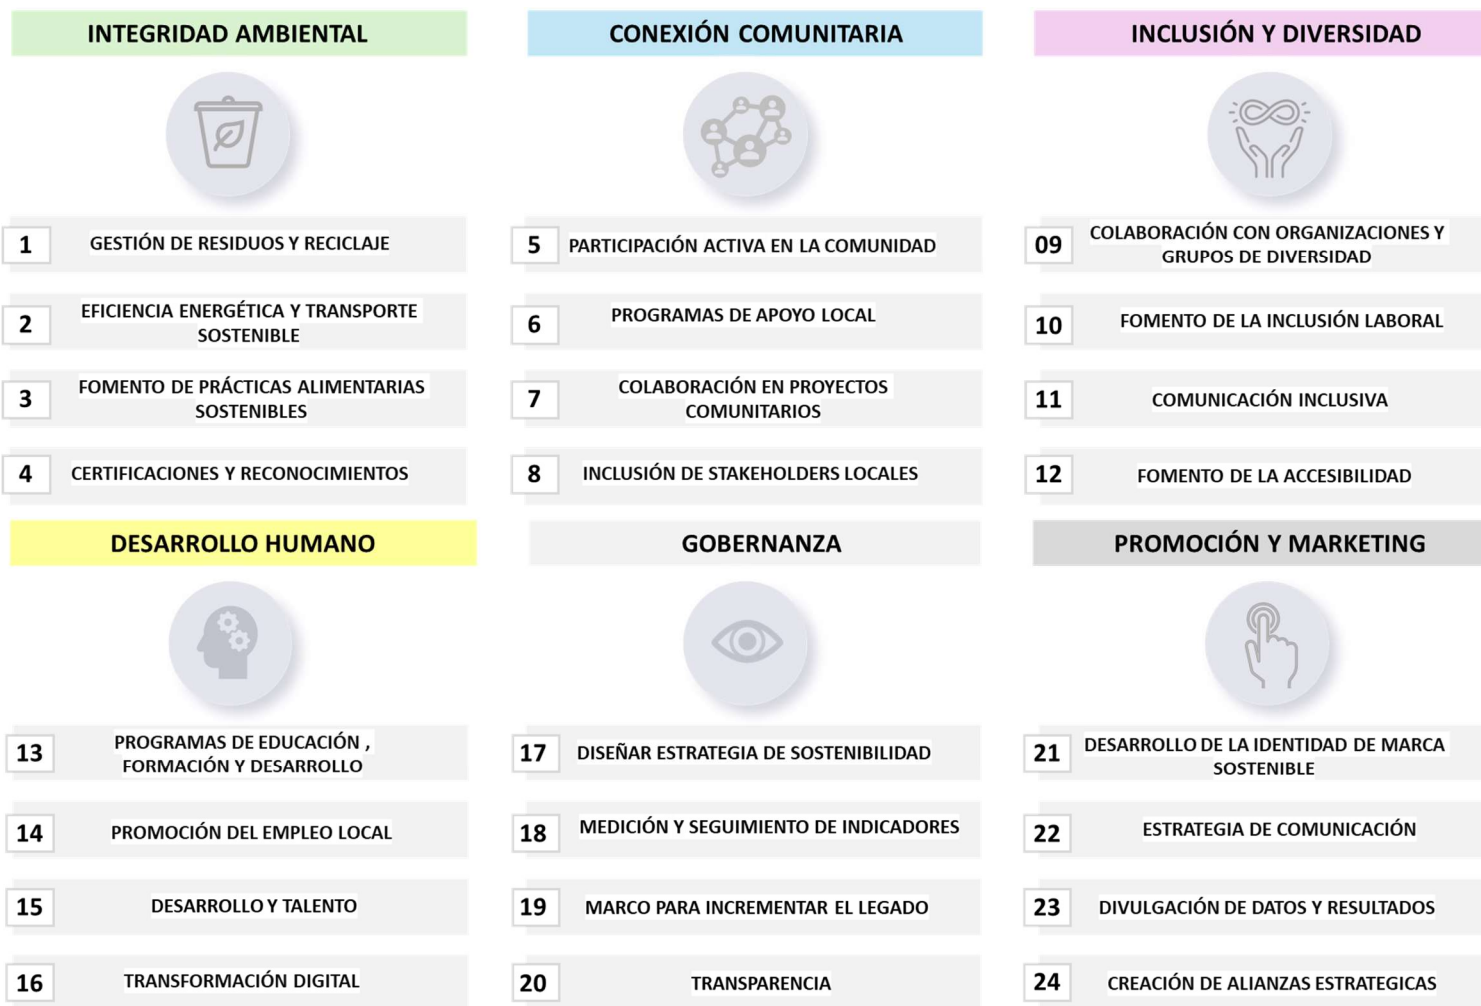 INTEGRIDAD AMBIENTAL
1
GESTIÓN DE RESIDUOS Y RECICLAJE
2
EFICIENCIA ENERGÉTICA Y TRANSPORTE
SOSTENIBLE
3
FOMENTO DE PRÁCTICAS ALIMENTARIAS
SOSTENIBLES
4
CERTIFICACIONES Y RECONOCIMIENTOS
CONEXIÓN COMUNITARIA
5
PARTICIPACIÓN ACTIVA EN LA COMUNIDAD
6
PROGRAMAS DE APOYO LOCAL
7
COLABORACIÓN EN PROYECTOS
COMUNITARIOS
8
INCLUSIÓN DE STAKEHOLDERS LOCALES
INCLUSIÓN Y DIVERSIDAD
09
COLABORACIÓN CON ORGANIZACIONES Y
GRUPOS DE DIVERSIDAD
10
FOMENTO DE LA INCLUSIÓN LABORAL
11
COMUNICACIÓN INCLUSIVA
12
FOMENTO DE LA ACCESIBILIDAD
DESARROLLO HUMANO
13
PROGRAMAS DE EDUCACIÓN ,
FORMACIÓN Y DESARROLLO
14
PROMOCIÓN DEL EMPLEO LOCAL
15
DESARROLLO Y TALENTO
16
TRANSFORMACIÓN DIGITAL
GOBERNANZA
17
DISEÑAR ESTRATEGIA DE SOSTENIBILIDAD
18
MEDICIÓN Y SEGUIMIENTO DE INDICADORES
19
MARCO PARA INCREMENTAR EL LEGADO
20
TRANSPARENCIA
PROMOCIÓN Y MARKETING
21
DESARROLLO DE LA IDENTIDAD DE MARCA
SOSTENIBLE
22
ESTRATEGIA DE COMUNICACIÓN
23
DIVULGACIÓN DE DATOS Y RESULTADOS
24
CREACIÓN DE ALIANZAS ESTRATEGICAS